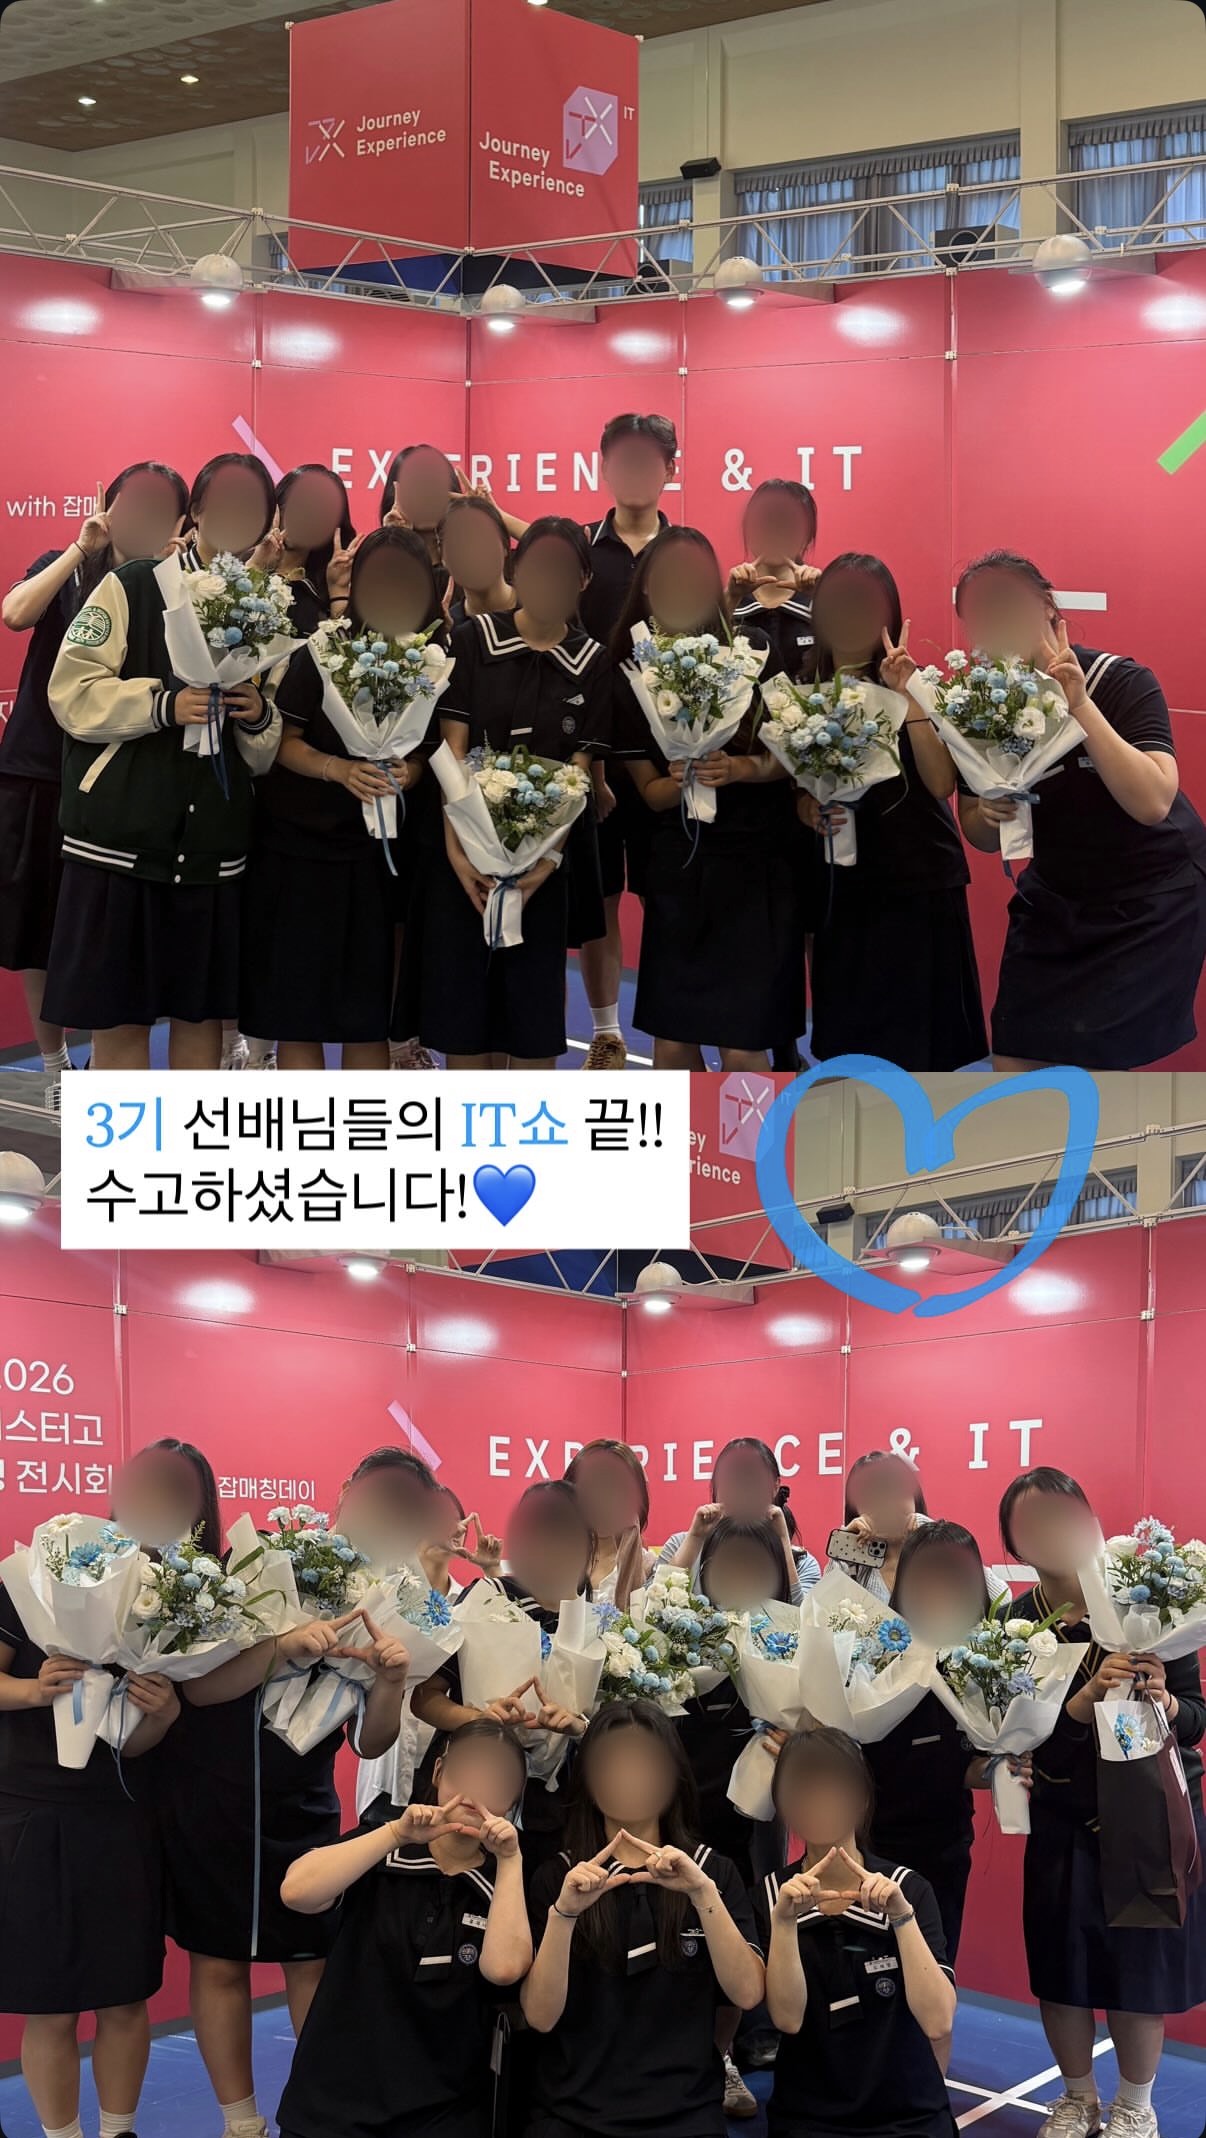 Journey
Experience
Journey
Experience
IT
EXPERIENCE & IT
with 잡매
3기 선배님들의 IT쇼 끝!!
수고하셨습니다!💙
ey
rience
2026
스터고
전시회
잡매칭데이
EXPERIENCE & IT